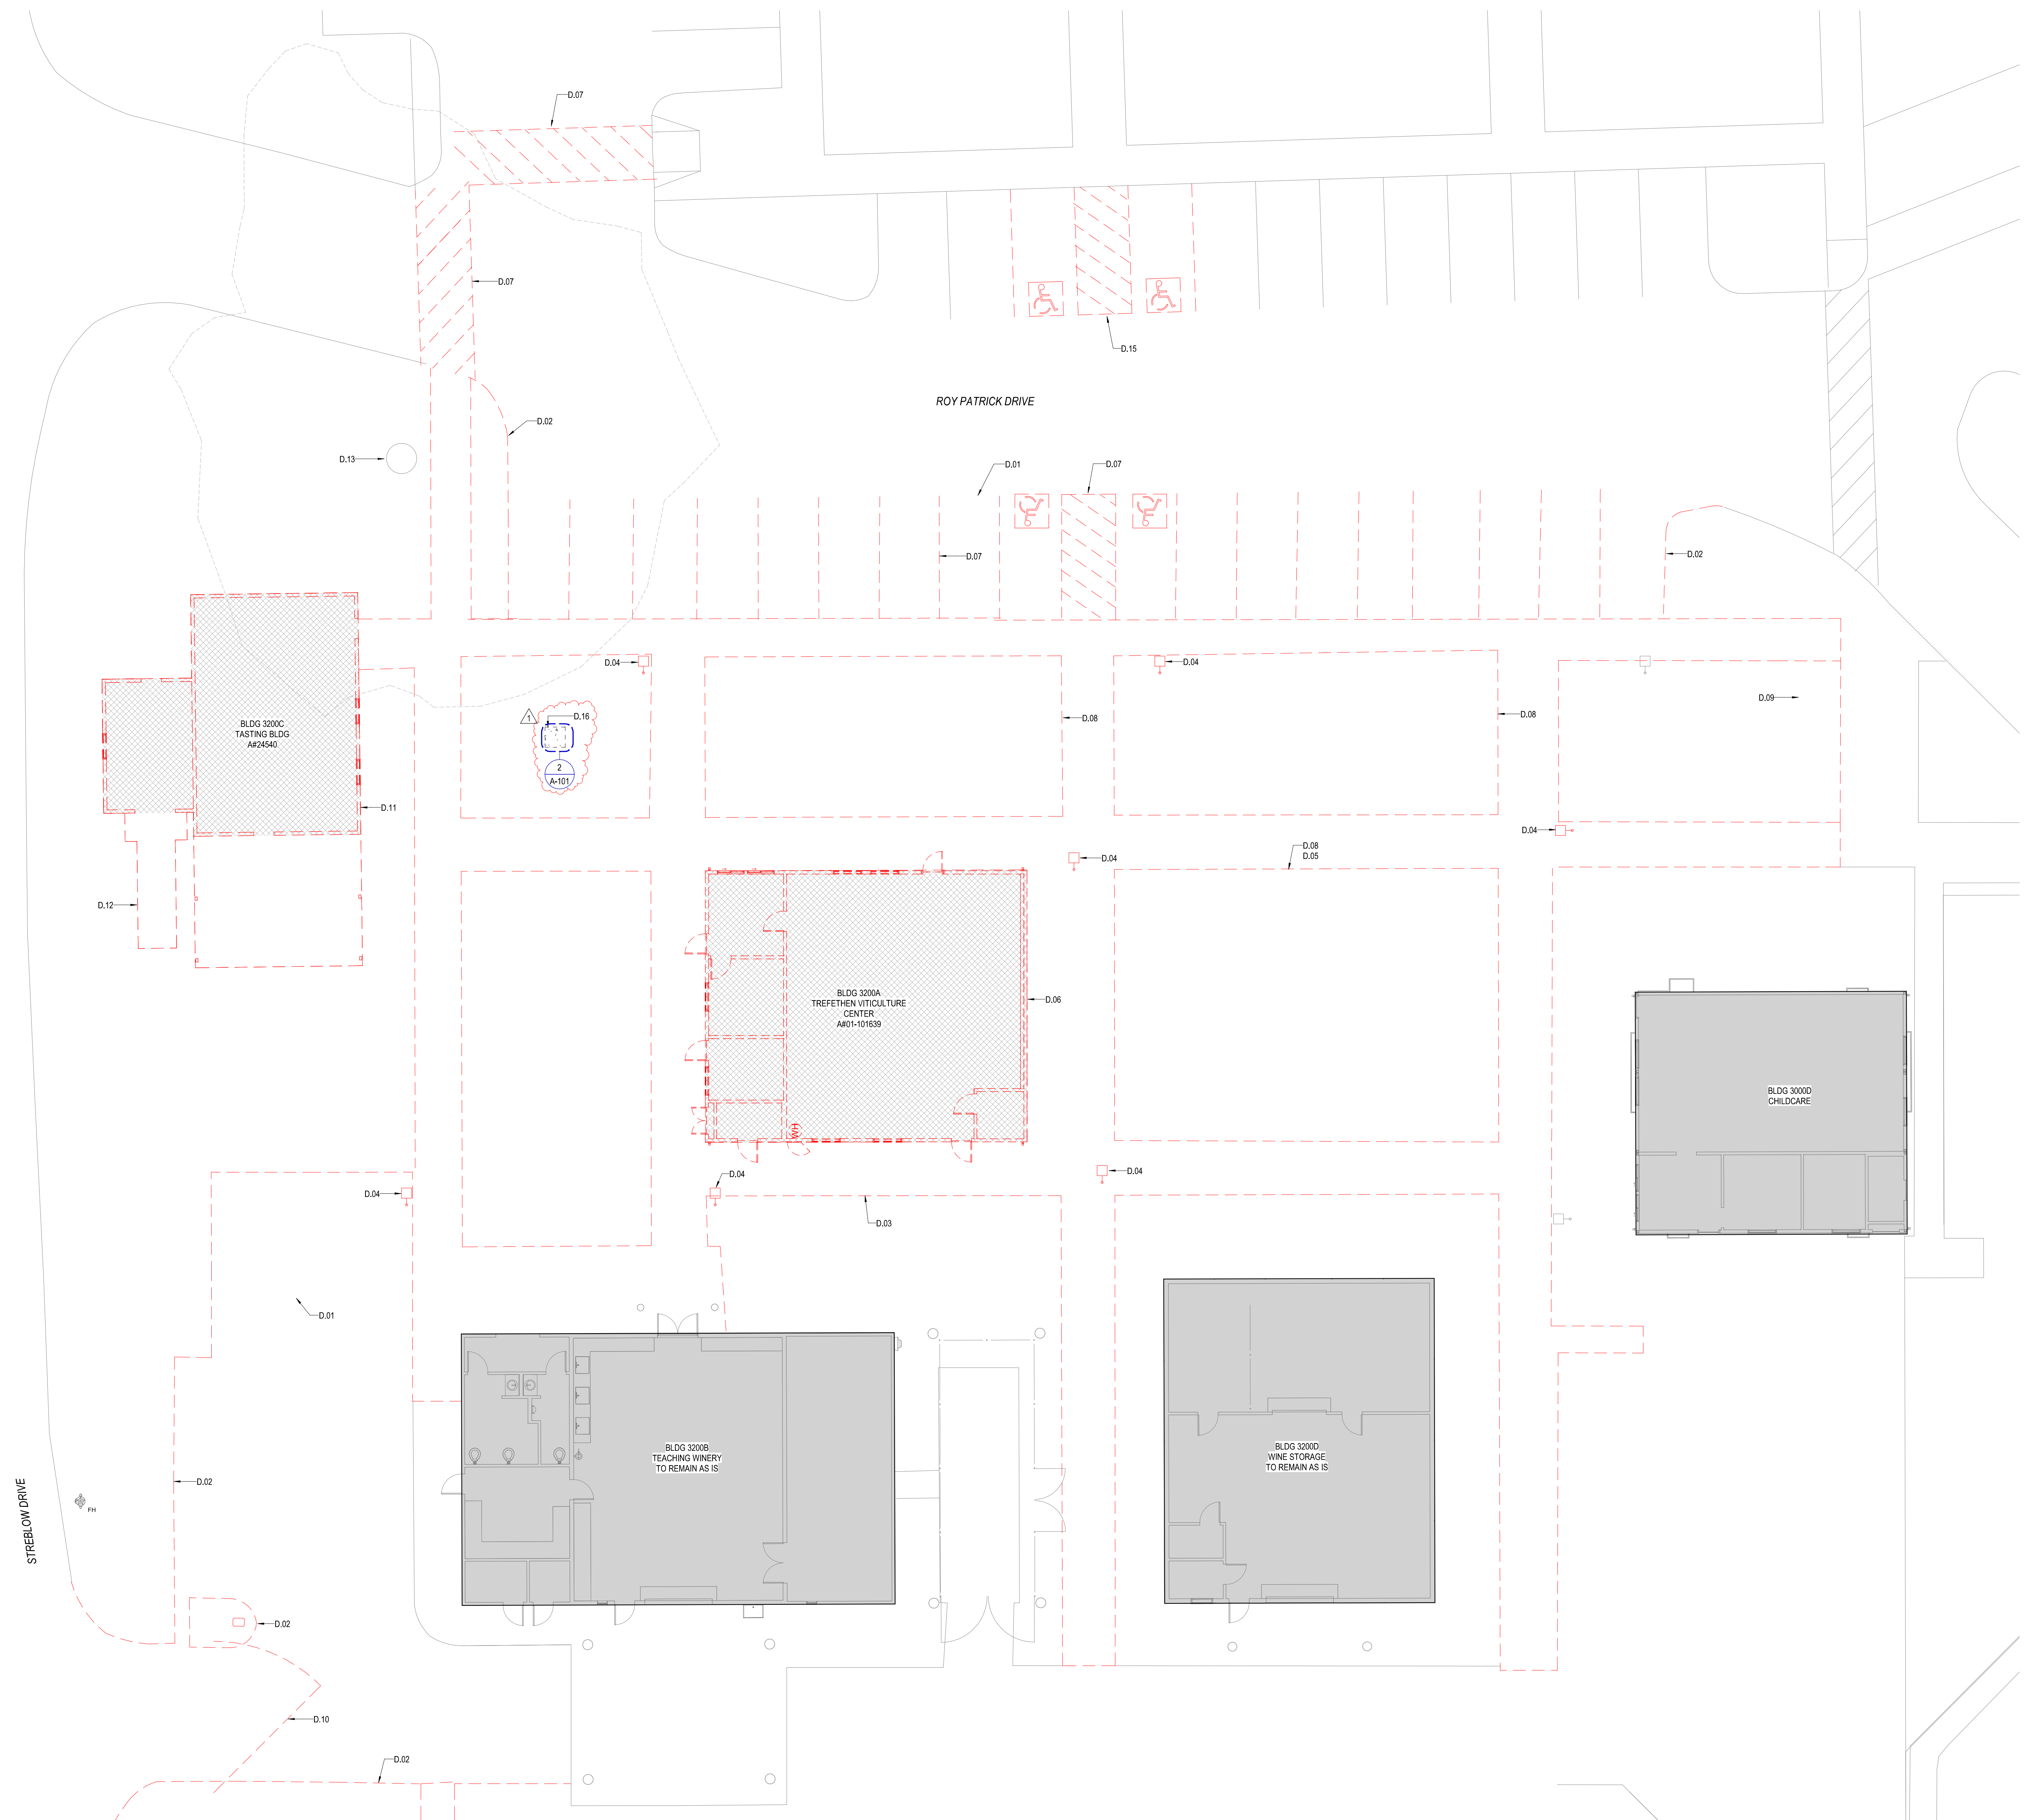 D.07
D.07
D.15
ROY PATRICK DRIVE
D.02
D.13
D.01
D.07
D.07
D.02
D.04
D.04
D.09
D.16
1
D.08
D.08
BLDG 3200C
TASTING BLDG
A#24540
2
A-101
D.11
D.04
D.08
D.05
D.04
D.12
BLDG 3200A
TREFETHEN VITICULTURE
CENTER
A#01-101639
D.06
BLDG 3000D
CHILDCARE
WH
D.04
D.04
D.04
D.03
D.01
BLDG 3200B
TEACHING WINERY
TO REMAIN AS IS
BLDG 3200D
WINE STORAGE
TO REMAIN AS IS
D.02
FH
STREBLOW DRIVE
D.02
D.10
D.02